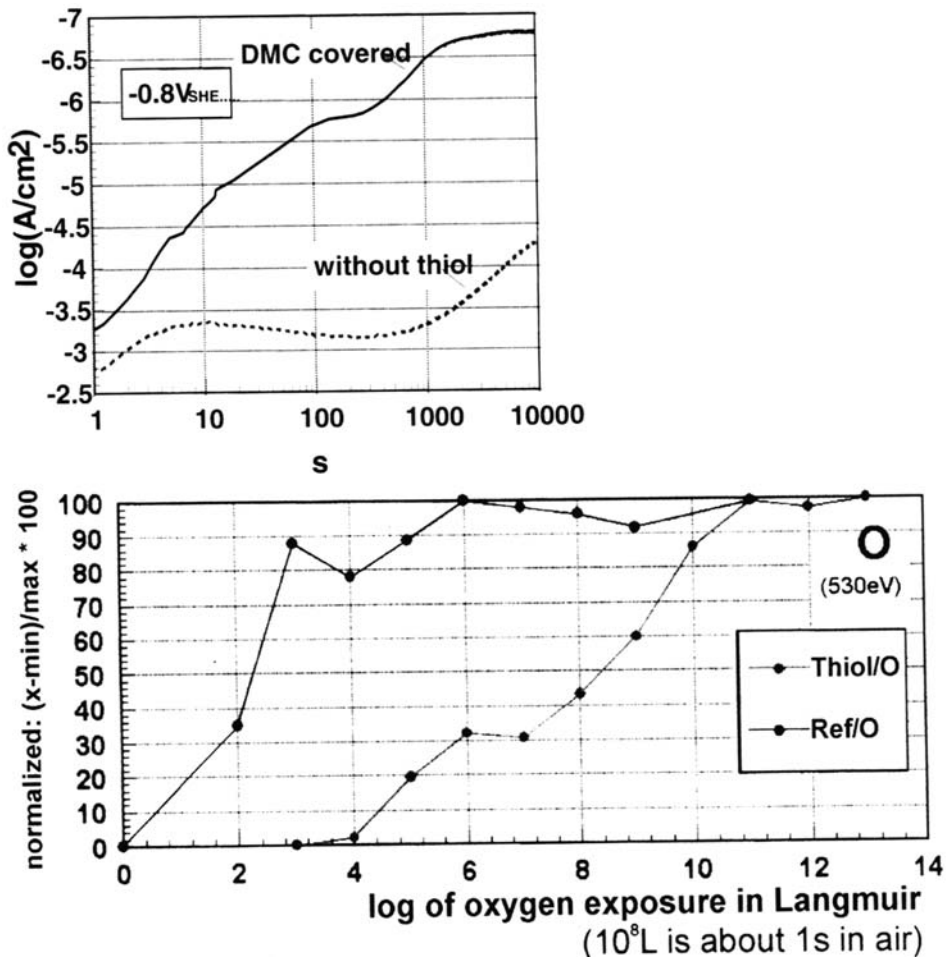 -7
-6.5
-6
-5.5
-5
-4.5
-4
-3.5
-3
-2.5
log(A/cm2)
DMC covered
-0.8VSHE.....
without thiol
1 10 100 1000 10000
s
100
90
80
70
60
50
40
30
20
10
0
normalized: (x-min)/max * 100
O
(530eV)
Thiol/O
Ref/O
0 2 4 6 8 10 12 14
log of oxygen exposure in Langmuir
(10⁸L is about 1s in air)